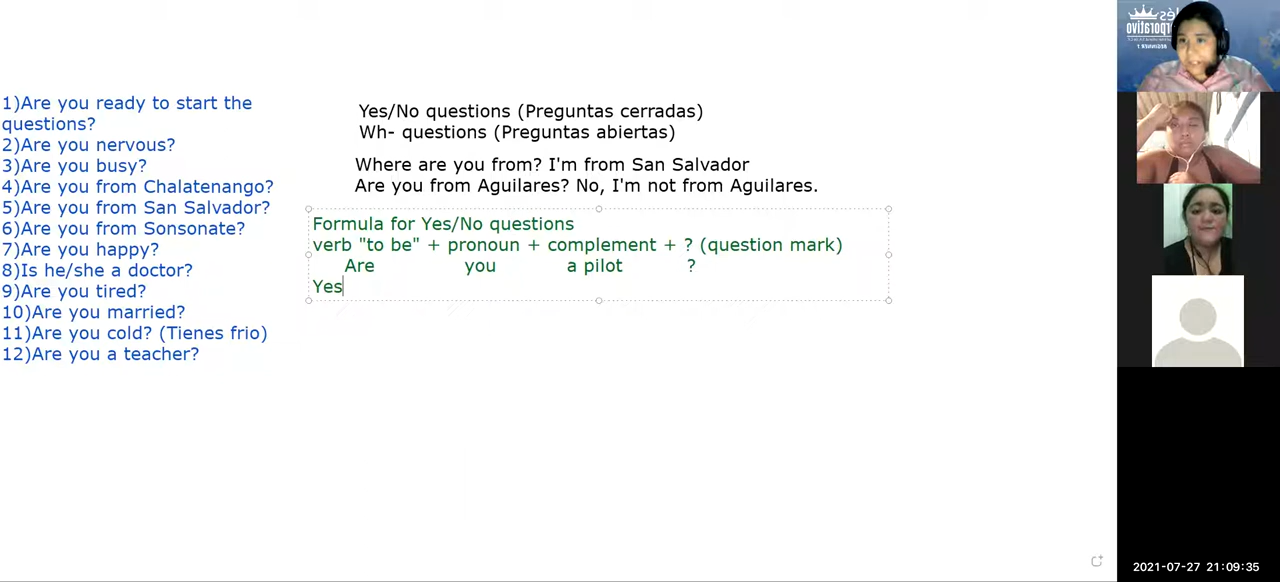 1)Are you ready to start the
questions?
2)Are you nervous?
3)Are you busy?
4)Are you from Chalatenango?
5)Are you from San Salvador?
6)Are you from Sonsonate?
7)Are you happy?
8)Is he/she a doctor?
9)Are you tired?
10)Are you married?
11)Are you cold? (Tienes frio)
12)Are you a teacher?
Yes/No questions (Preguntas cerradas)
Wh- questions (Preguntas abiertas)
Where are you from? I'm from San Salvador
Are you from Aguilares? No, I'm not from Aguilares.
Formula for Yes/No questions
verb "to be" + pronoun + complement + ? (question mark)
Are you a pilot ?
Yes
2021-07-27 21:09:35